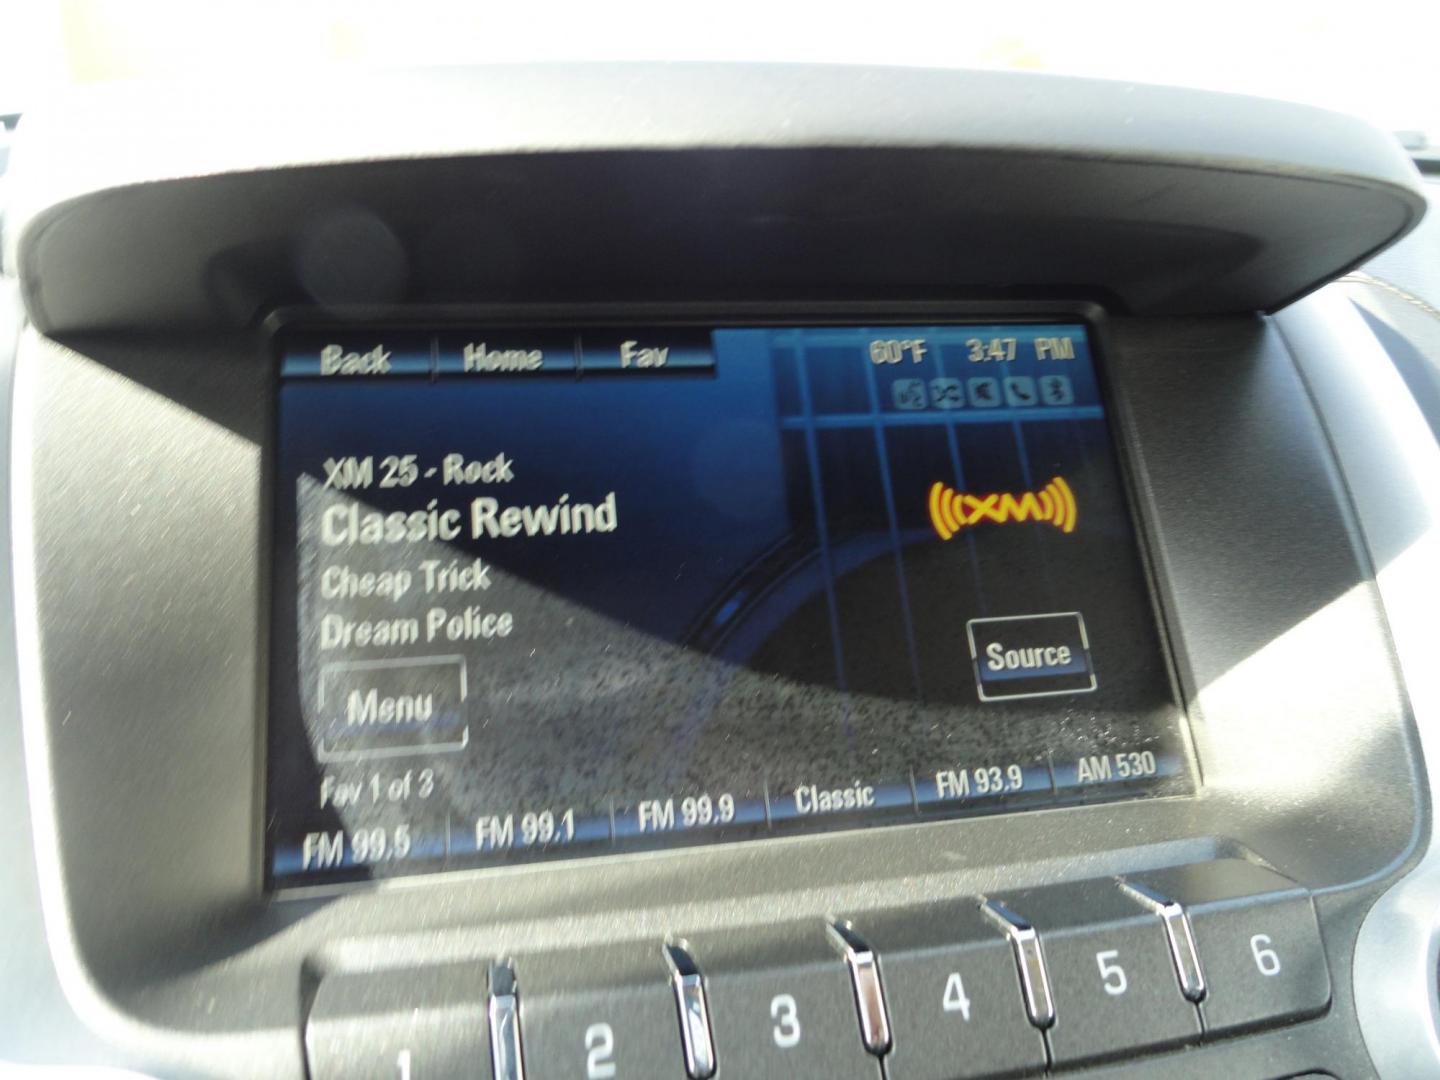 Back Home Fav 60°F 3:47 PM
XM 25 - Rock
Classic Rewind
((XM))
Cheap Trick
Dream Police
Source
Menu
Fav 1 of 3
FM 99.5 FM 99.1 FM 99.9 Classic FM 93.9 AM 530
1 2 3 4 5 6